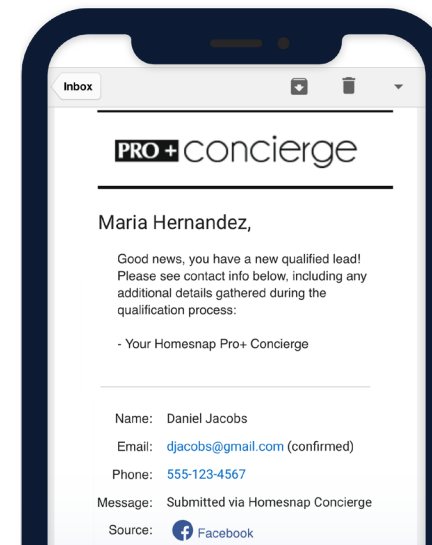 Inbox
PRO+ concierge
Maria Hernandez,
Good news, you have a new qualified lead!
Please see contact info below, including any
additional details gathered during the
qualification process:
- Your Homesnap Pro+ Concierge
Name: Daniel Jacobs
Email: djacobs@gmail.com (confirmed)
Phone: 555-123-4567
Message: Submitted via Homesnap Concierge
Source: Facebook